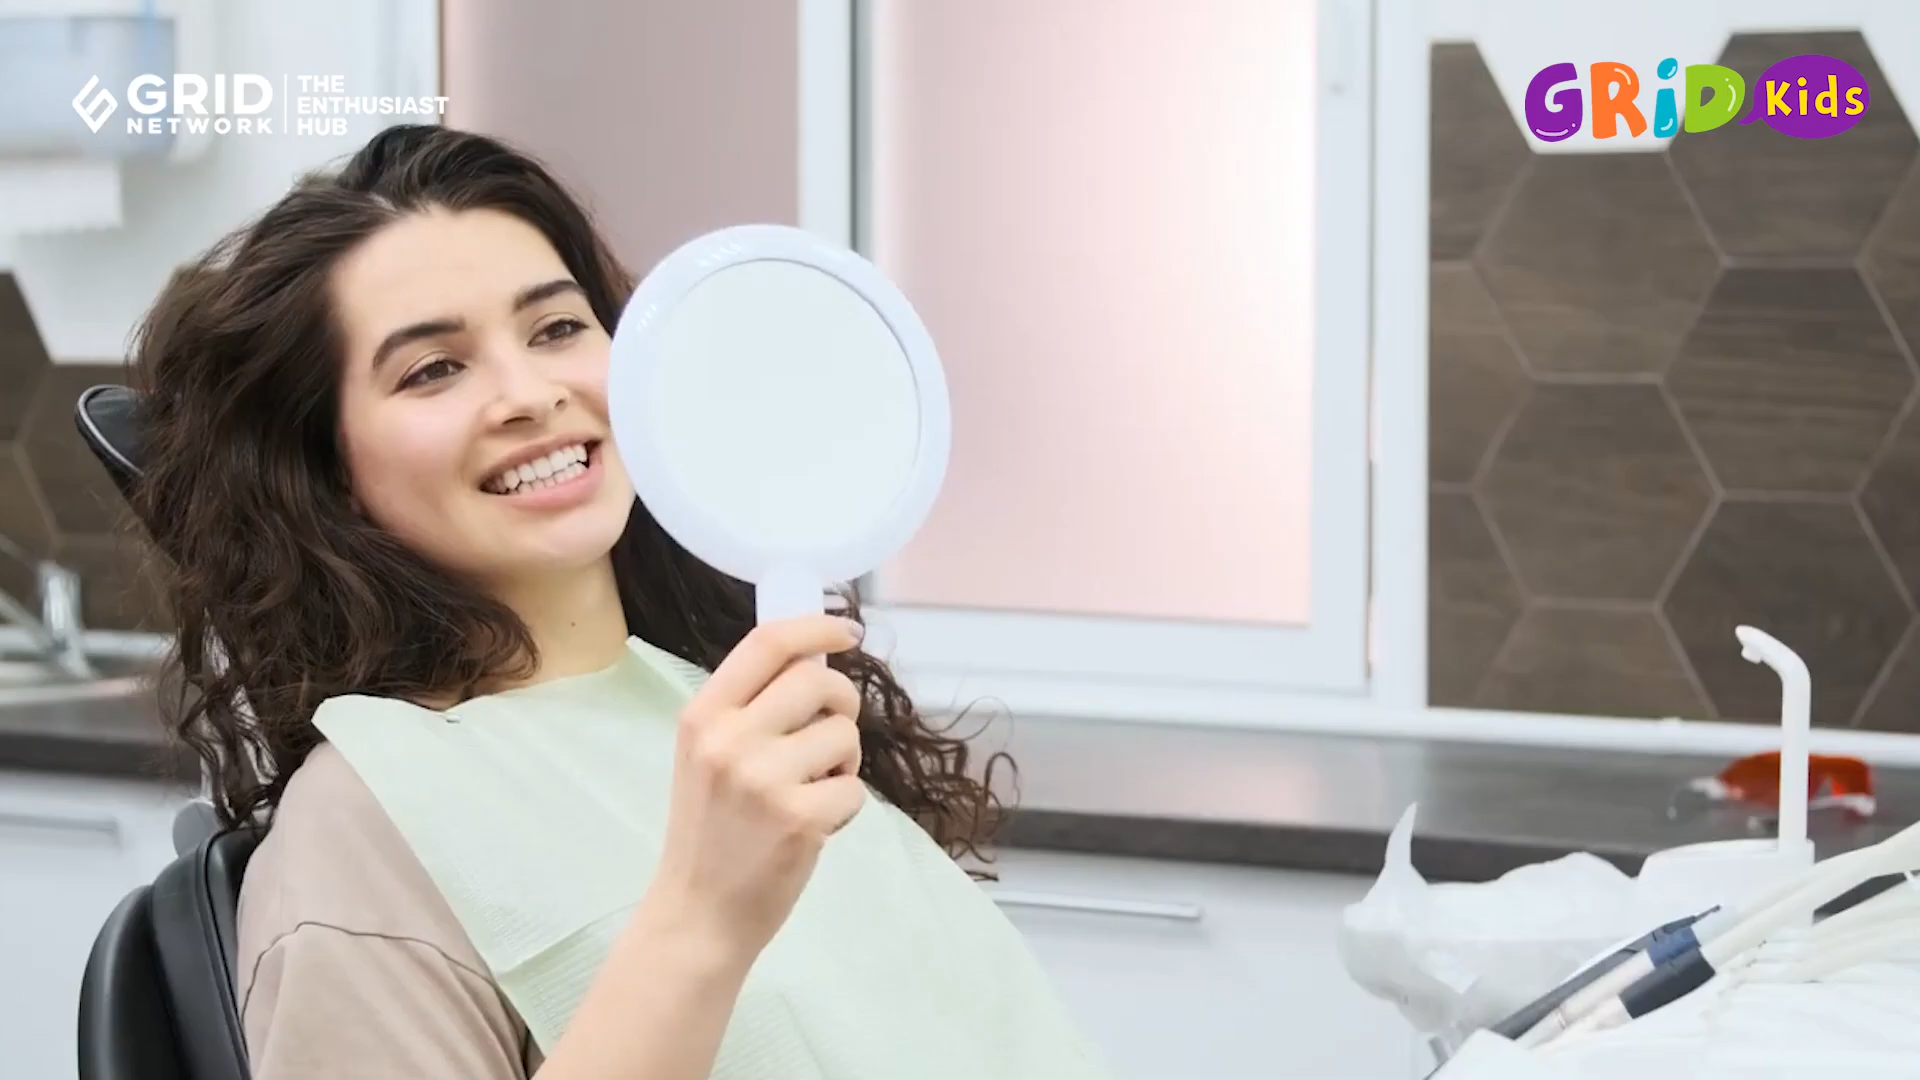 GRID
NETWORK
THE
ENTHUSIAST
HUB
GRiD Kids